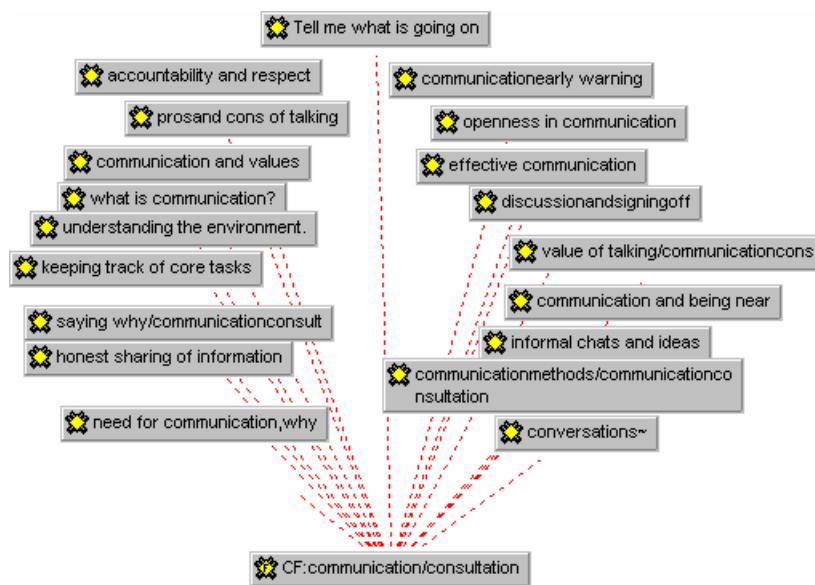 Tell me what is going on
accountability and respect
communicationearly warning
prosand cons of talking
openness in communication
communication and values
effective communication
what is communication?
discussionandsigningoff
understanding the environment.
value of talking/communicationcons
keeping track of core tasks
communication and being near
saying why/communicationconsult
informal chats and ideas
honest sharing of information
communicationmethods/communicationco
nsultation
need for communication,why
conversations~
CF:communication/consultation